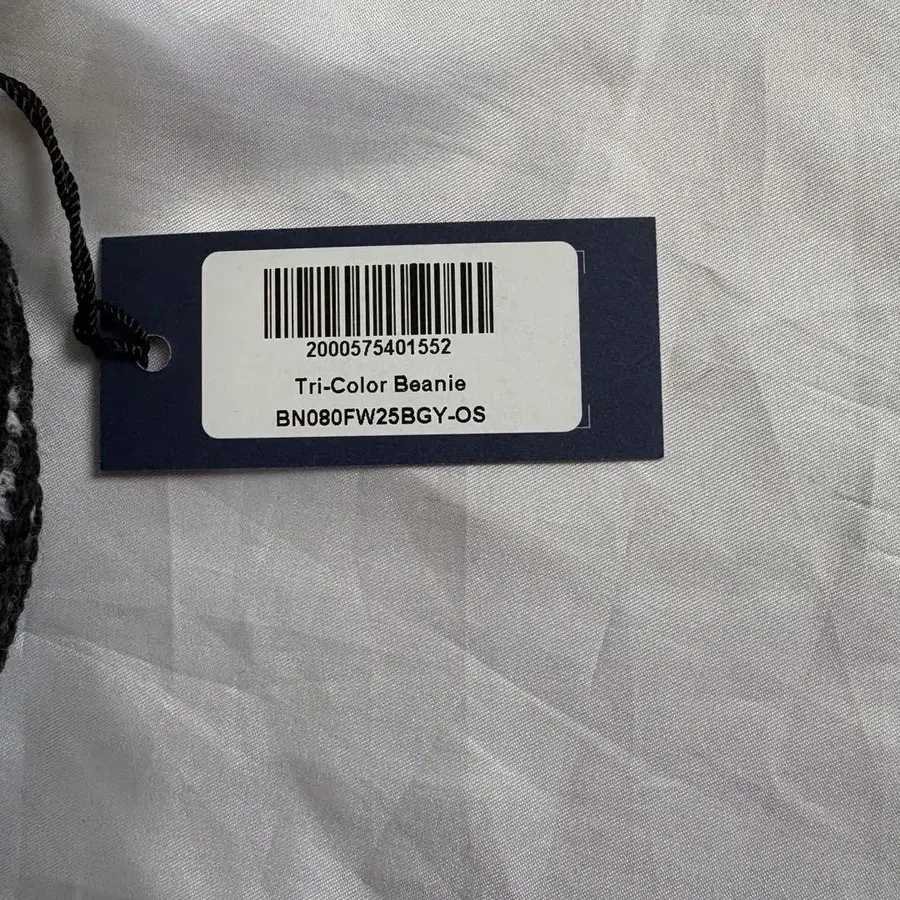 2000575401552
Tri-Color Beanie
BN080FW25BGY-OS